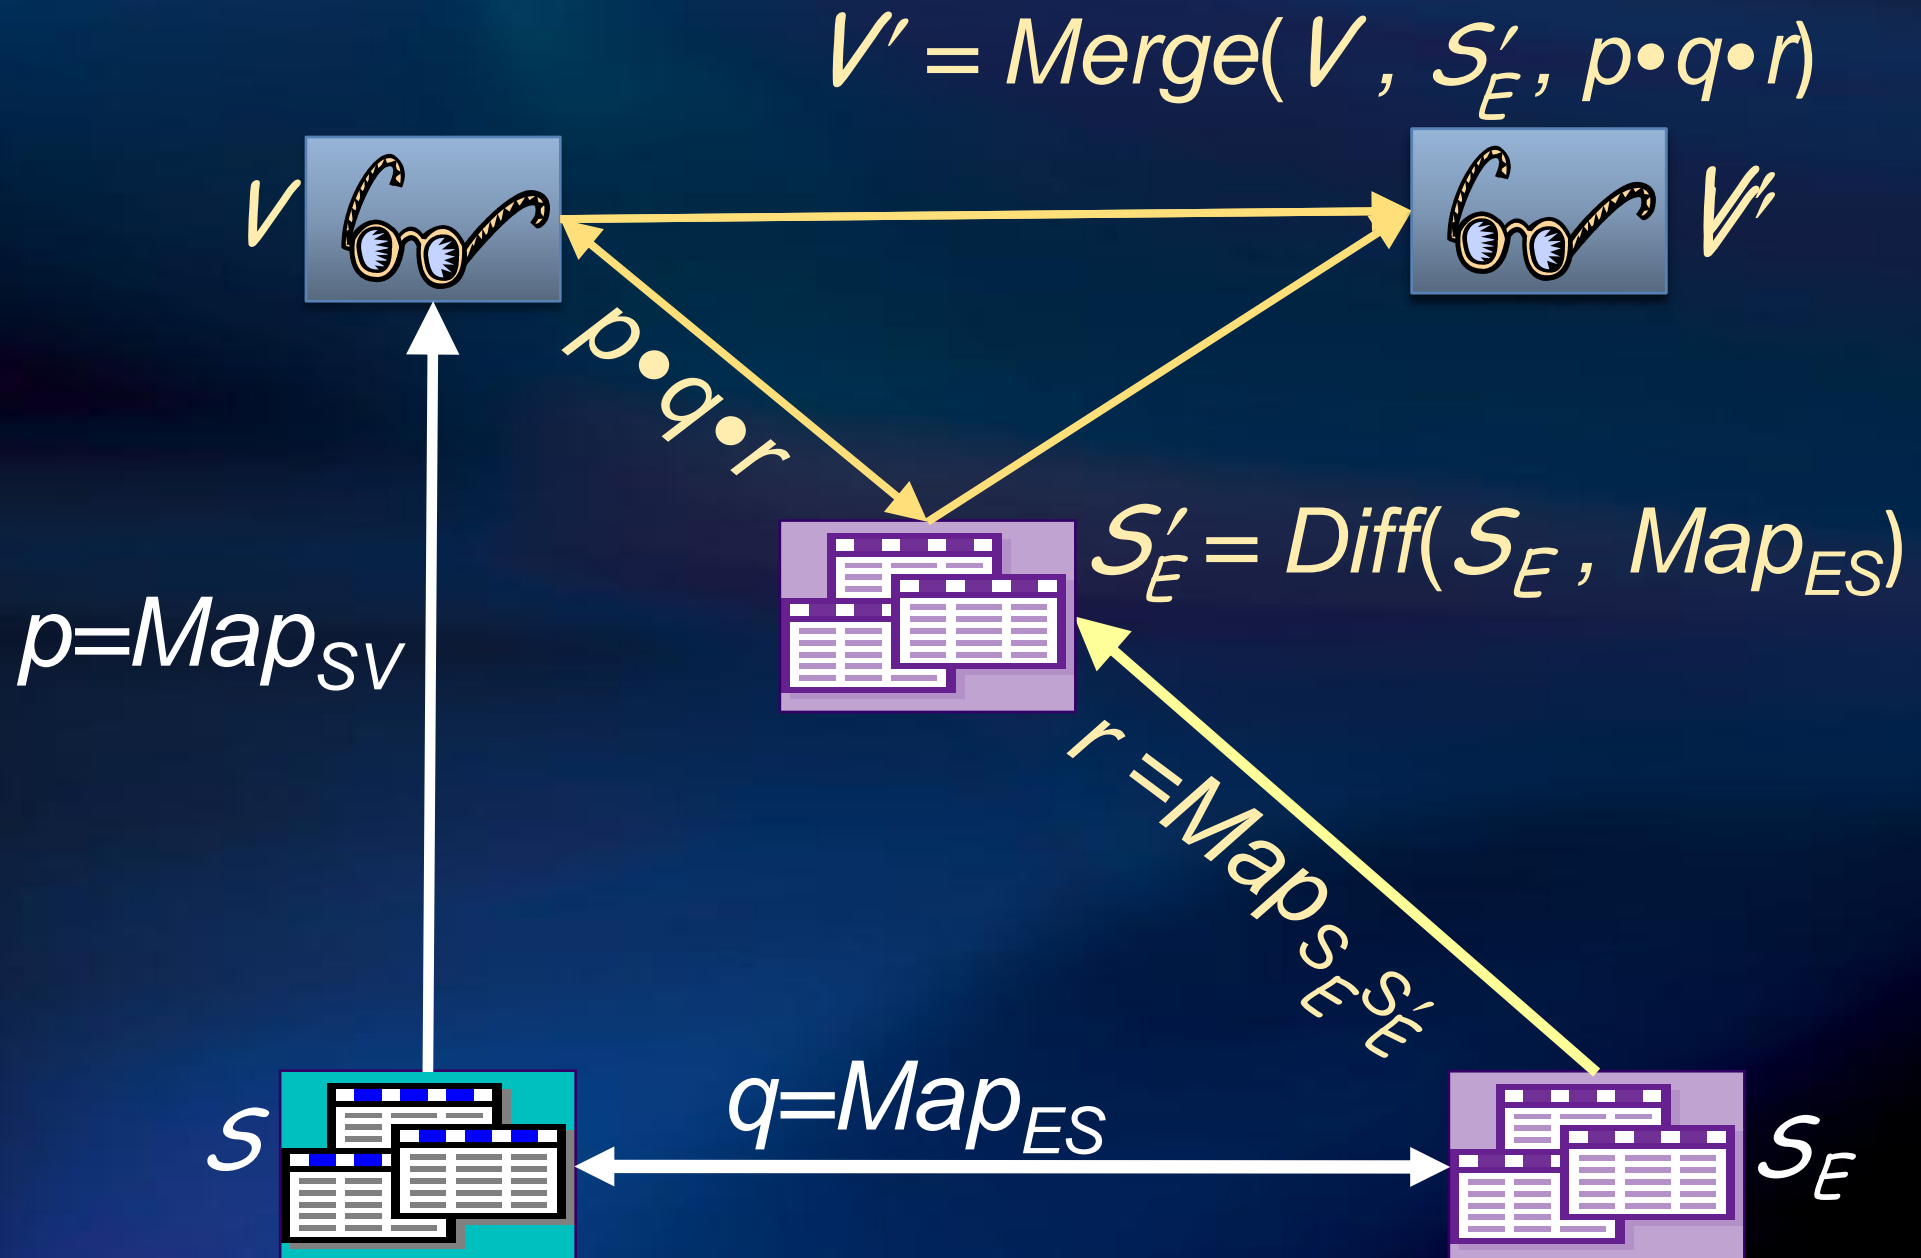 V′ = Merge( V , S′E , p•q•r)
V
V′
p•q•r
S′E = Diff( SE , MapES)
p=MapSV
r =MapSES′E
q=MapES
S
SE